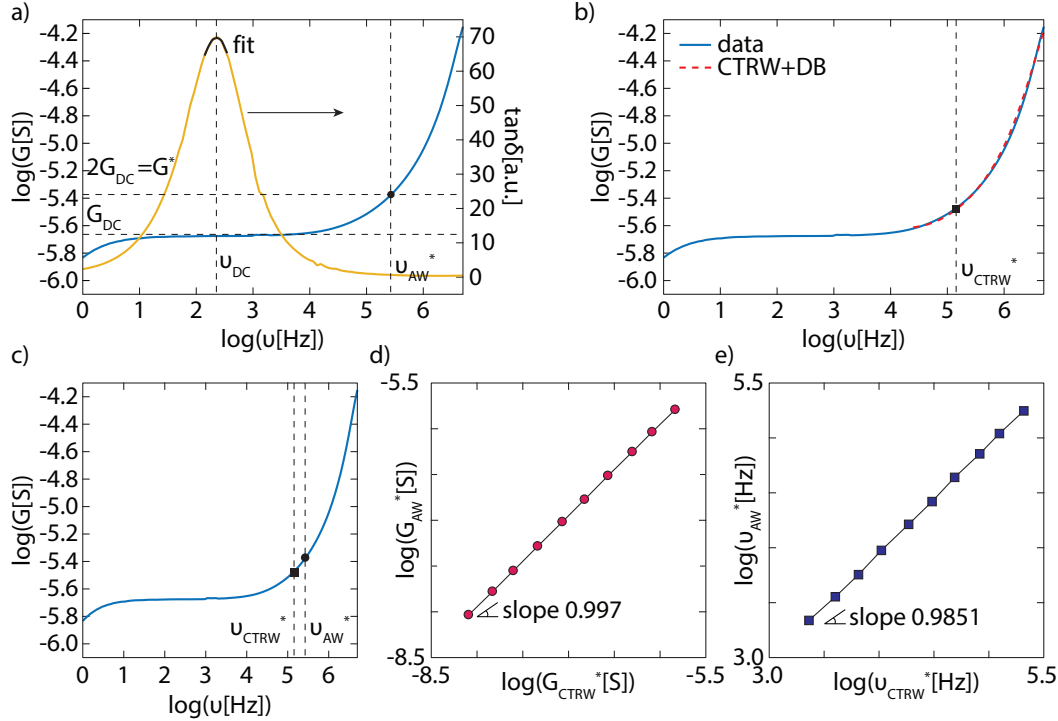 a)
-4.2
-4.4
-4.6
-4.8
-5.0
-5.2
-5.4
-5.6
-5.8
-6.0
log(G[S])
fit
2G_DC=G*
G_DC
υ_DC
υ_AW*
70
60
50
40
30
20
10
0
tanδ[a.u.]
0 1 2 3 4 5 6
log(υ[Hz])
b)
-4.2
-4.4
-4.6
-4.8
-5.0
-5.2
-5.4
-5.6
-5.8
-6.0
log(G[S])
data
CTRW+DB
υ_CTRW*
0 1 2 3 4 5 6
log(υ[Hz])
c)
-4.2
-4.4
-4.6
-4.8
-5.0
-5.2
-5.4
-5.6
-5.8
-6.0
log(G[S])
υ_CTRW* υ_AW*
0 1 2 3 4 5 6
log(υ[Hz])
d)
-5.5
log(G_AW*[S])
slope 0.997
-8.5
-8.5 -5.5
log(G_CTRW*[S])
e)
5.5
log(υ_AW*[Hz])
slope 0.9851
3.0
3.0 5.5
log(υ_CTRW*[Hz])